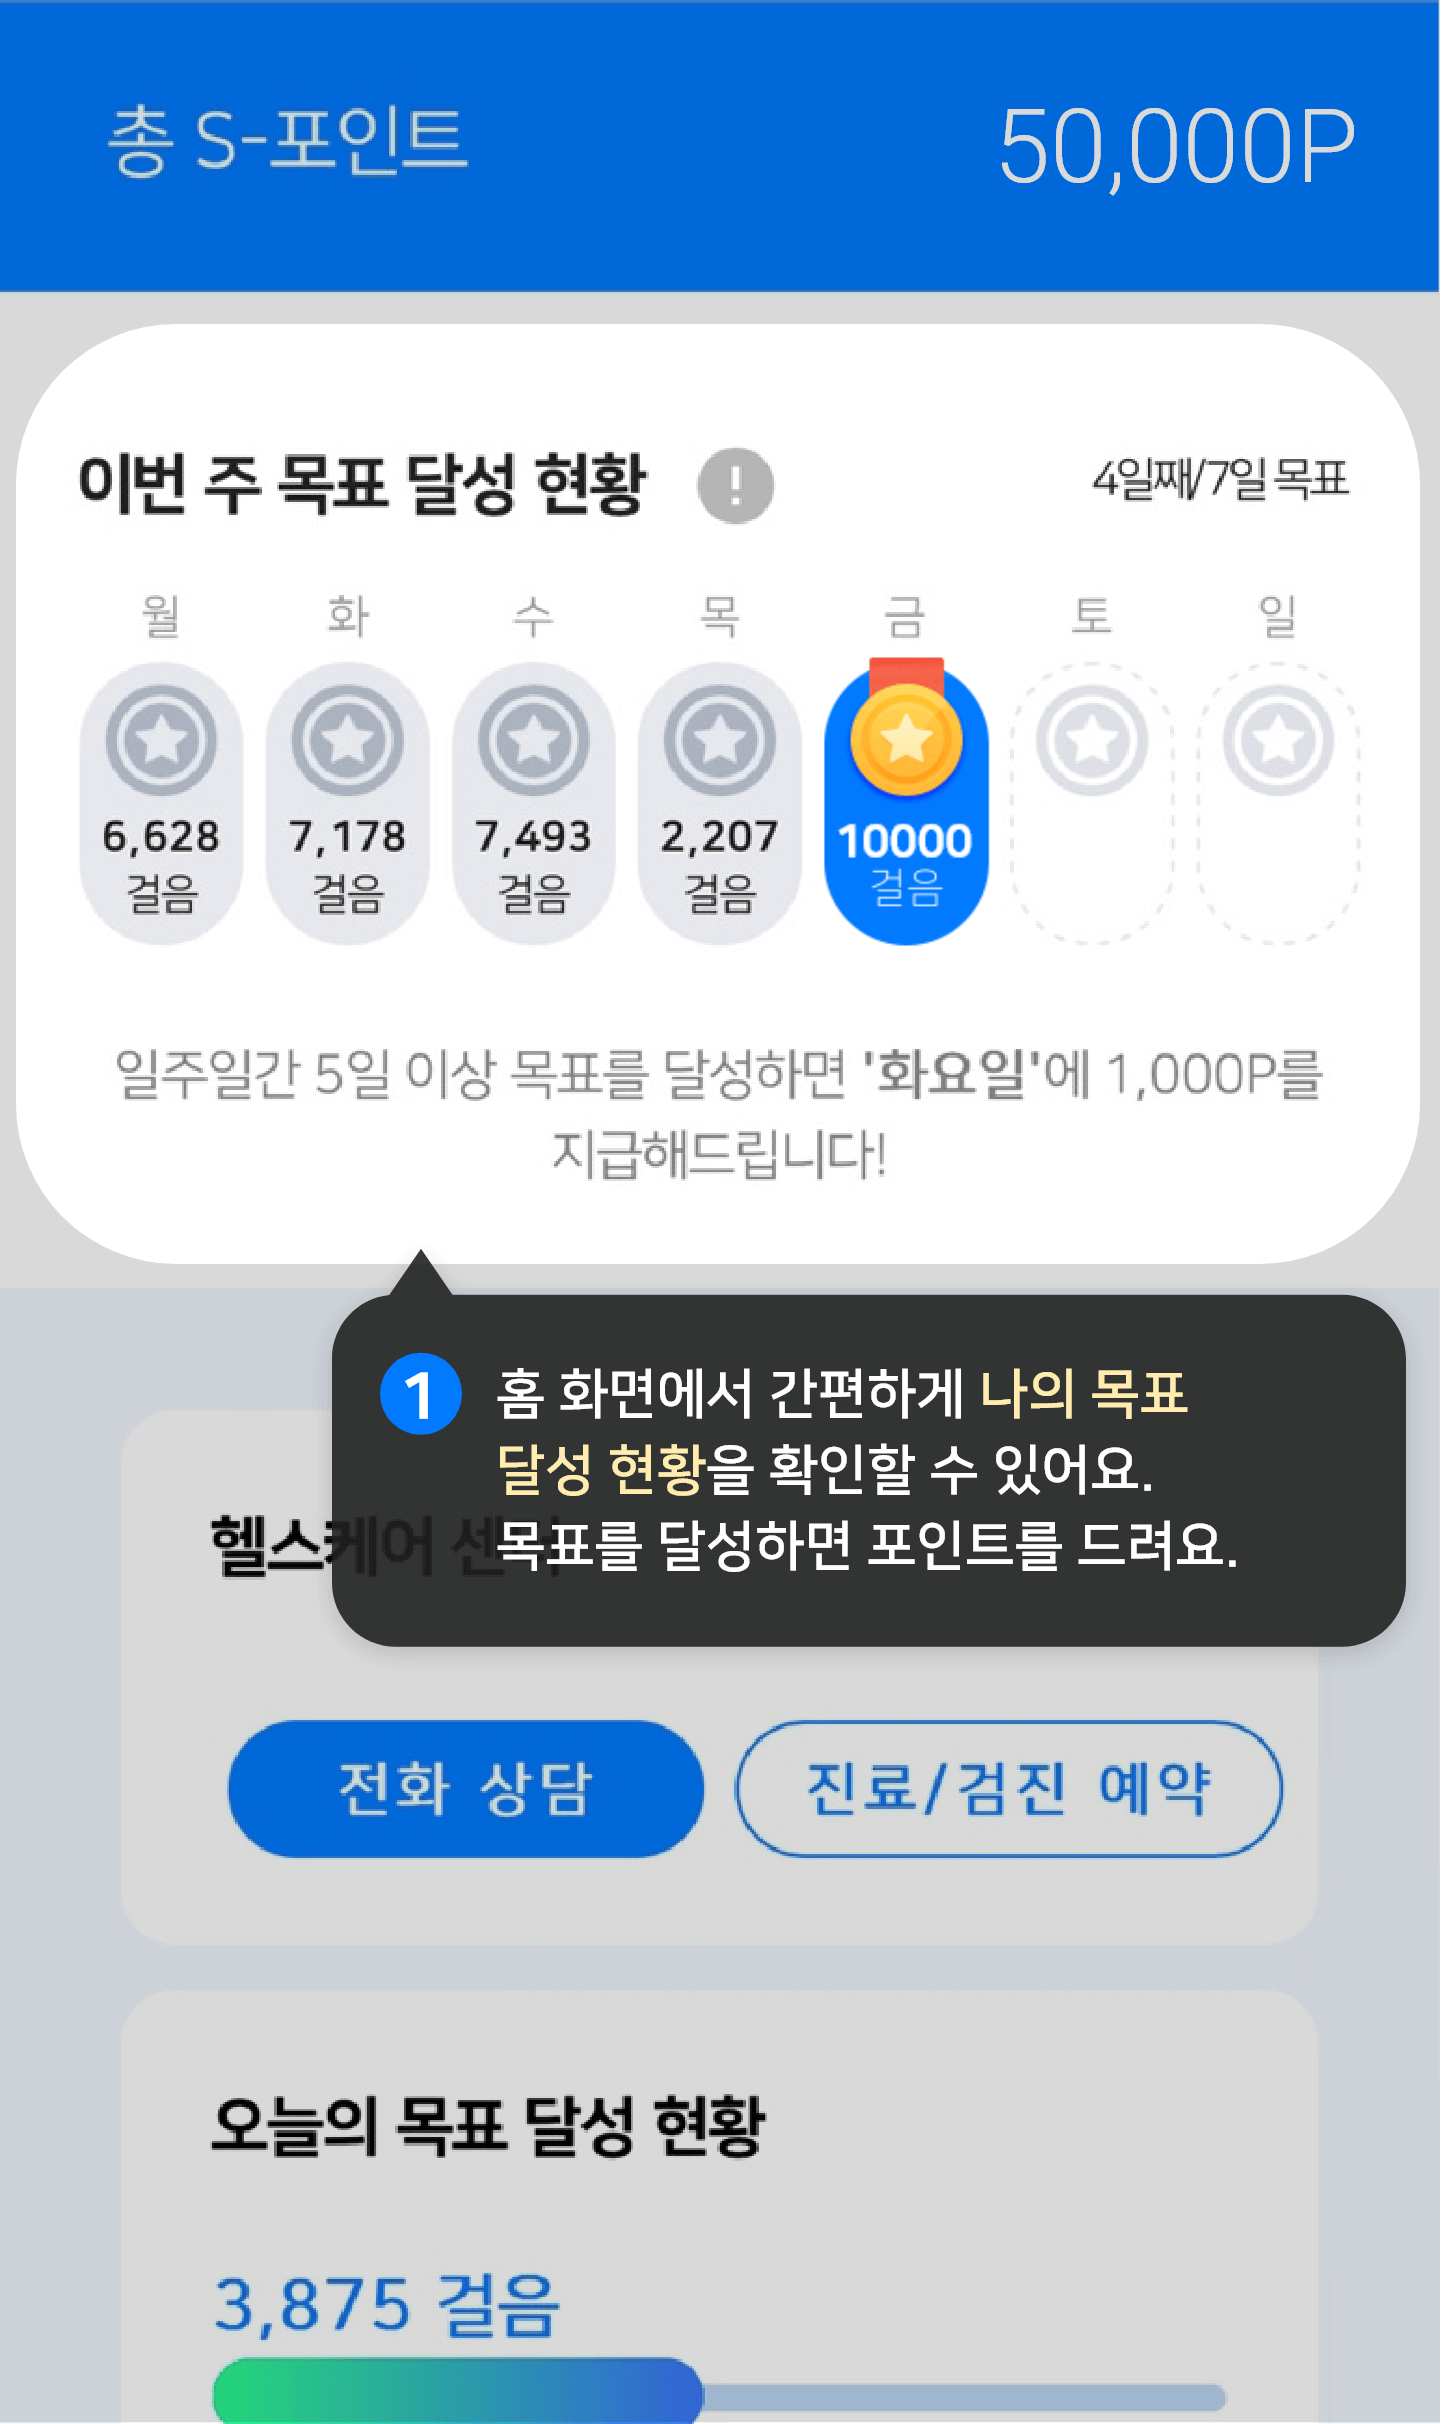 총 S-포인트 50,000P
이번 주 목표 달성 현황 ! 4일째/7일 목표
월 화 수 목 금 토 일
6,628 7,178 7,493 2,207 10000
걸음 걸음 걸음 걸음 걸음
일주일간 5일 이상 목표를 달성하면 '화요일'에 1,000P를
지급해드립니다!
1 홈 화면에서 간편하게 나의 목표
달성 현황을 확인할 수 있어요.
목표를 달성하면 포인트를 드려요.
헬스케어 센터
전화 상담 진료/검진 예약
오늘의 목표 달성 현황
3,875 걸음